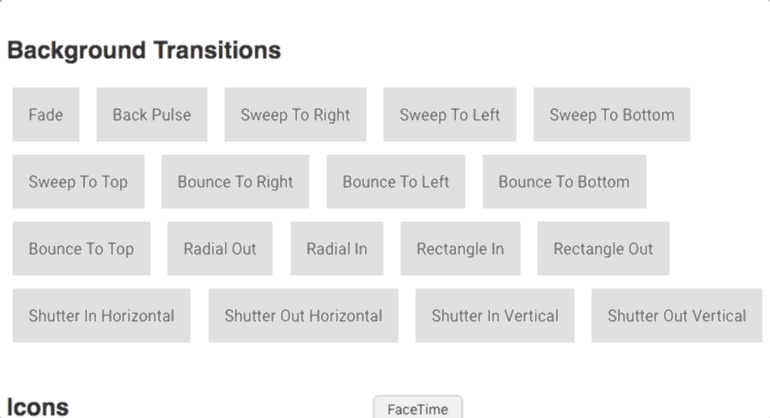 Background Transitions
Fade Back Pulse Sweep To Right Sweep To Left Sweep To Bottom
Sweep To Top Bounce To Right Bounce To Left Bounce To Bottom
Bounce To Top Radial Out Radial In Rectangle In Rectangle Out
Shutter In Horizontal Shutter Out Horizontal Shutter In Vertical Shutter Out Vertical
Icons FaceTime